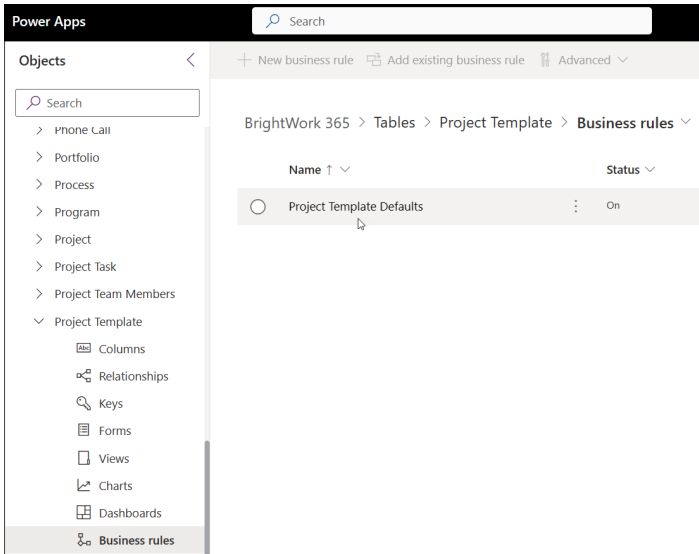 Power Apps
Search
Objects
New business rule Add existing business rule Advanced
Search
BrightWork 365 > Tables > Project Template > Business rules
Phone Call
Portfolio
Process
Program
Project
Project Task
Project Team Members
Project Template
Abc Columns
Relationships
Keys
Forms
Views
Charts
Dashboards
Business rules
Name ↑ Status
Project Template Defaults On